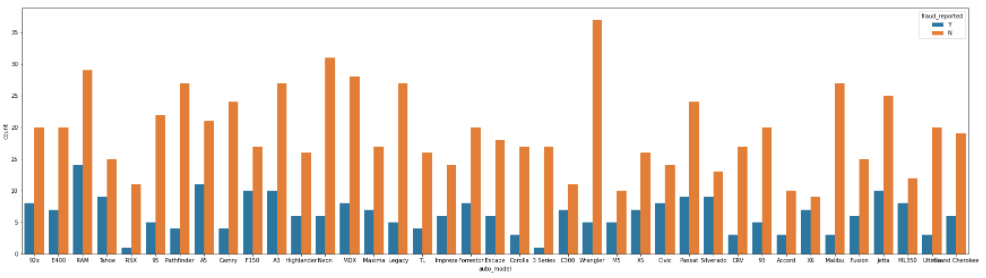 fraud_reported
Y
N
35
30
25
20
15
10
5
0
count
92x E400 RAM Tahoe RSX 95 Pathfinder A5 Camry F150 A3 Highlander Neon MDX Maxima Legacy TL Impreza Forrestor Escape Corolla 3 Series C300 Wrangler M5 X5 Civic Passat Silverado CRV 93 Accord X6 Malibu Fusion Jetta ML350 Ultima Grand Cherokee
auto_model